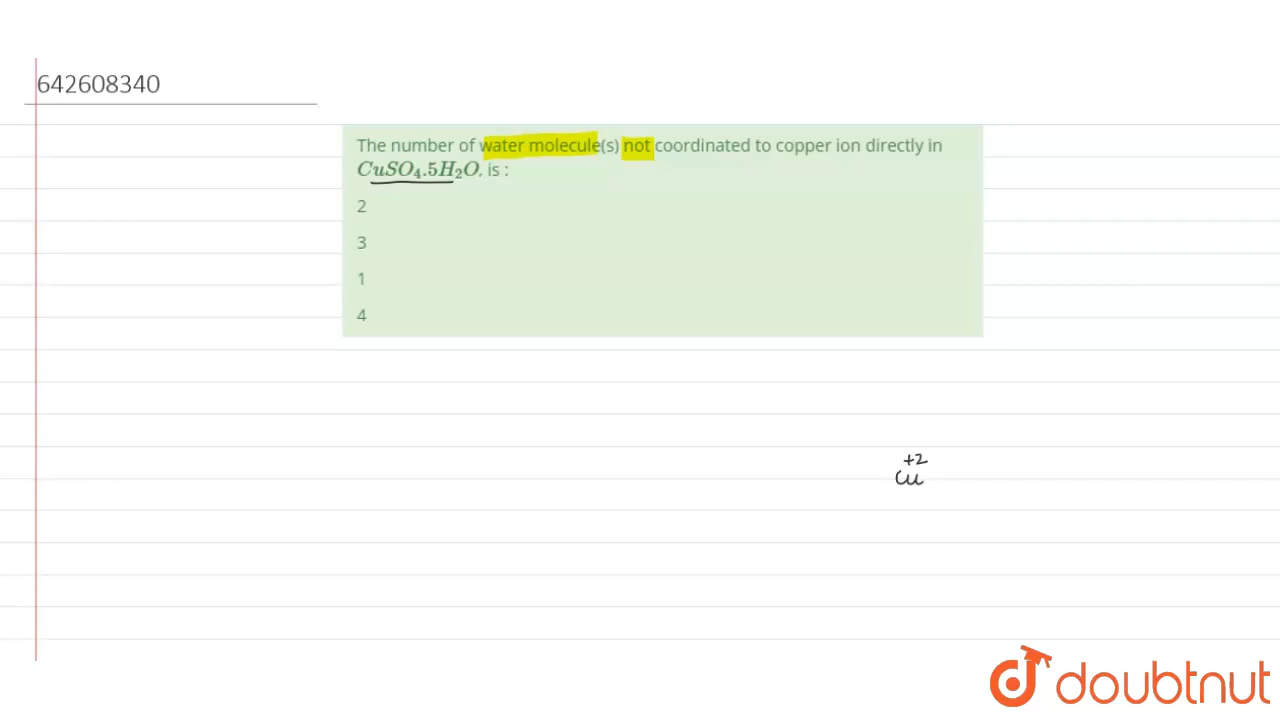 642608340
The number of water molecule(s) not coordinated to copper ion directly in
CuSO₄.5H₂O, is :
2
3
1
4
+2
Cu
doubtnut